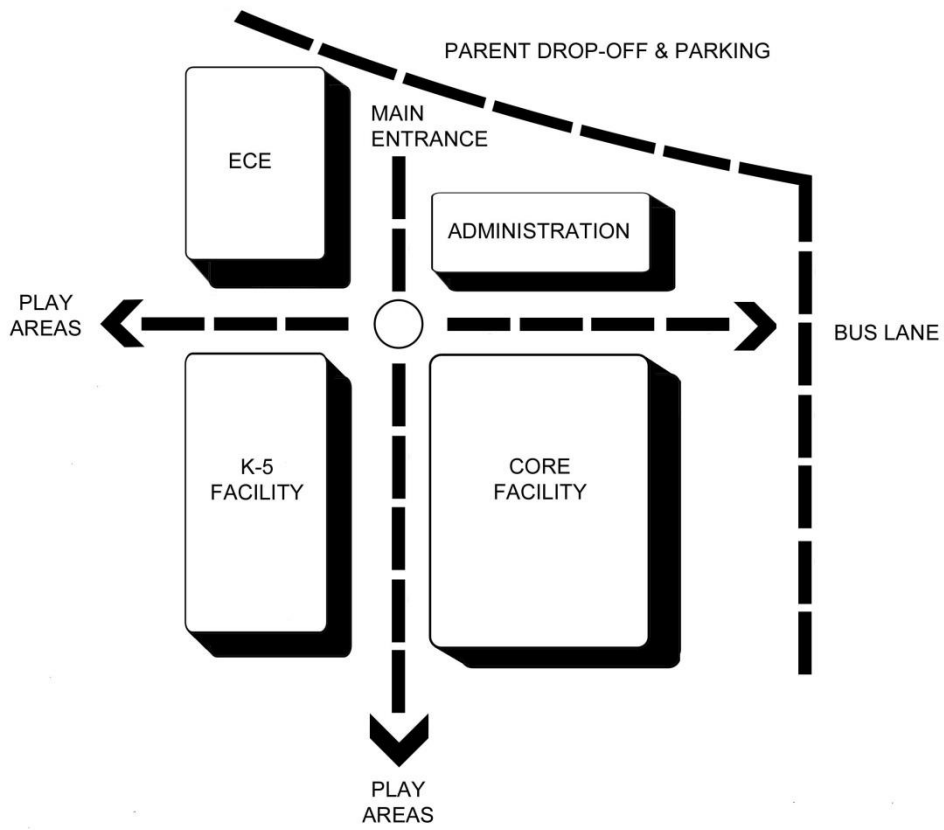 PARENT DROP-OFF & PARKING
MAIN
ENTRANCE
ECE
ADMINISTRATION
PLAY
AREAS
BUS LANE
K-5
FACILITY
CORE
FACILITY
PLAY
AREAS